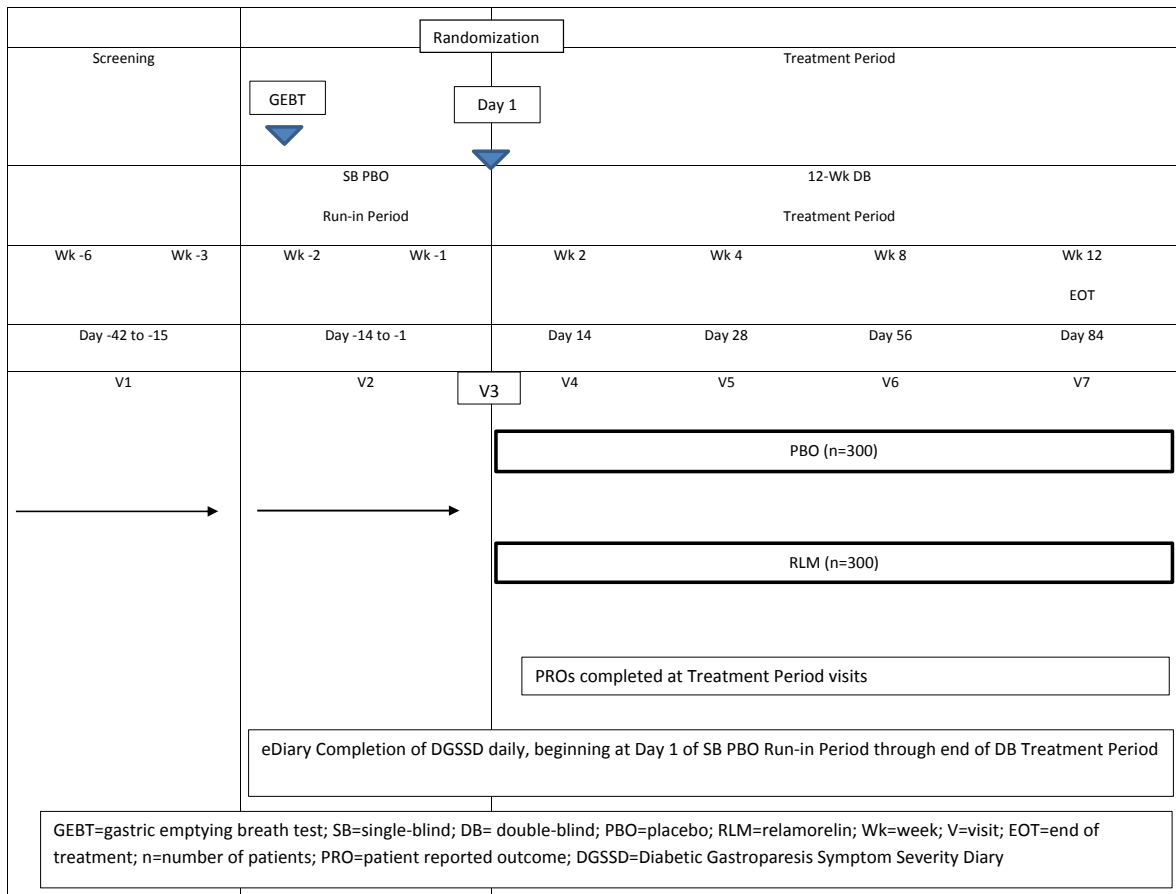 Randomization
Screening Treatment Period
GEBT
Day 1
SB PBO 12-Wk DB
Run-in Period Treatment Period
Wk -6 Wk -3 Wk -2 Wk -1 Wk 2 Wk 4 Wk 8 Wk 12
EOT
Day -42 to -15 Day -14 to -1 Day 14 Day 28 Day 56 Day 84
V1 V2 V3 V4 V5 V6 V7
PBO (n=300)
RLM (n=300)
PROs completed at Treatment Period visits
eDiary Completion of DGSSD daily, beginning at Day 1 of SB PBO Run-in Period through end of DB Treatment Period
GEBT=gastric emptying breath test; SB=single-blind; DB= double-blind; PBO=placebo; RLM=relamorelin; Wk=week; V=visit; EOT=end of
treatment; n=number of patients; PRO=patient reported outcome; DGSSD=Diabetic Gastroparesis Symptom Severity Diary